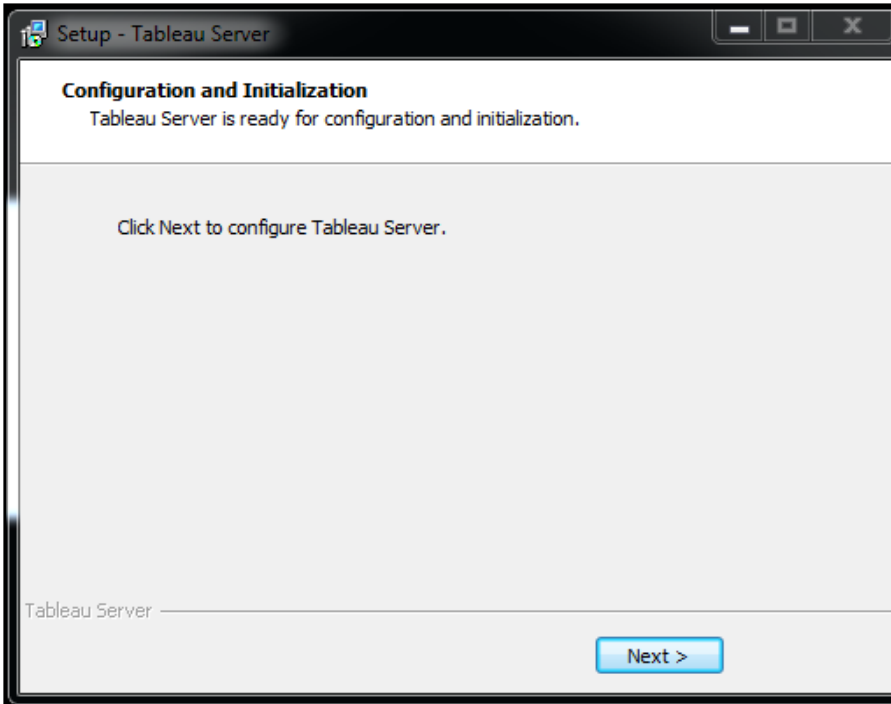 Setup - Tableau Server
Configuration and Initialization
Tableau Server is ready for configuration and initialization.
Click Next to configure Tableau Server.
Tableau Server
Next >